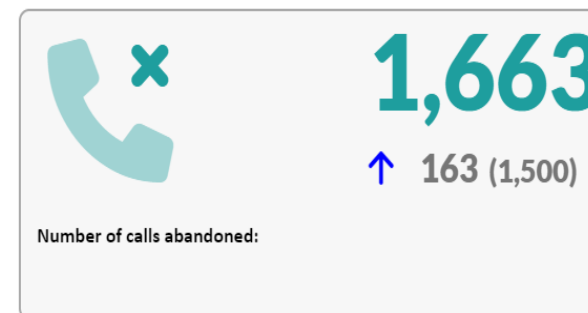 1,663
↑ 163 (1,500)
Number of calls abandoned: